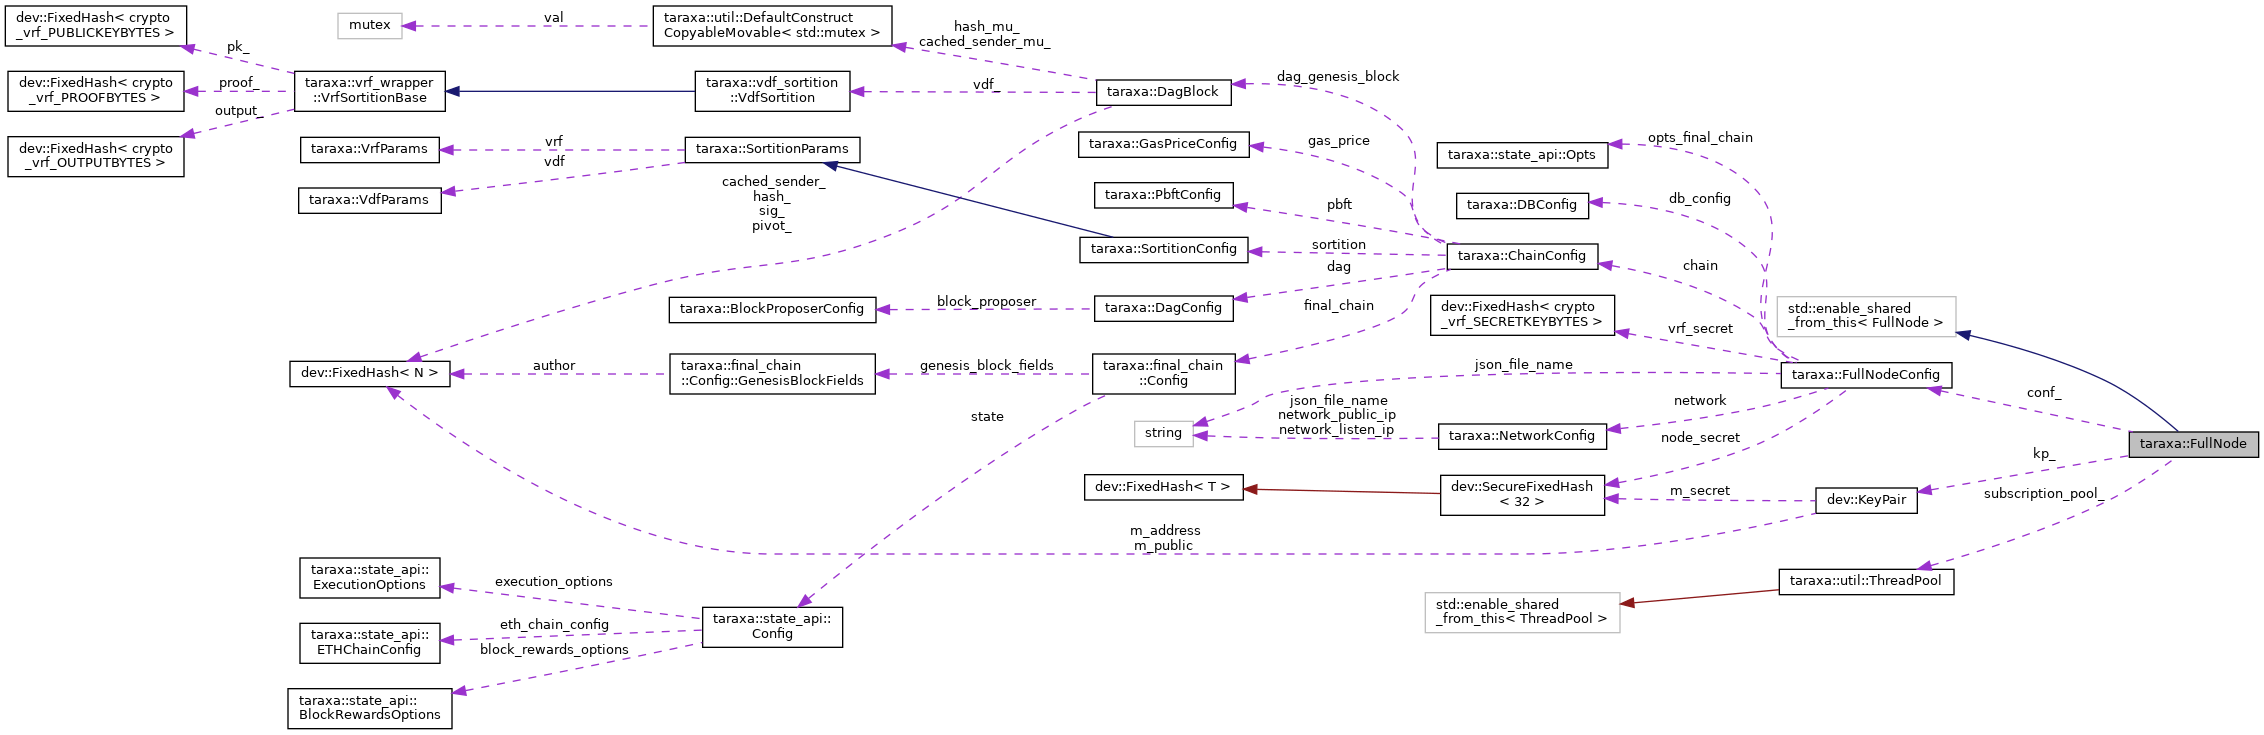 dev::FixedHash< crypto
_vrf_PUBLICKEYBYTES >
mutex
val
taraxa::util::DefaultConstruct
CopyableMovable< std::mutex >
hash_mu_
cached_sender_mu_
pk_
dev::FixedHash< crypto
_vrf_PROOFBYTES >
proof_
taraxa::vrf_wrapper
::VrfSortitionBase
taraxa::vdf_sortition
::VdfSortition
vdf_
taraxa::DagBlock
dag_genesis_block
output_
dev::FixedHash< crypto
_vrf_OUTPUTBYTES >
taraxa::VrfParams
vrf
taraxa::SortitionParams
vdf
taraxa::VdfParams
taraxa::GasPriceConfig
gas_price
taraxa::state_api::Opts
opts_final_chain
cached_sender_
hash_
sig_
pivot_
taraxa::PbftConfig
pbft
taraxa::DBConfig
db_config
taraxa::SortitionConfig
sortition
taraxa::ChainConfig
chain
dag
taraxa::BlockProposerConfig
block_proposer
taraxa::DagConfig
final_chain
dev::FixedHash< crypto
_vrf_SECRETKEYBYTES >
vrf_secret
std::enable_shared
_from_this< FullNode >
dev::FixedHash< N >
author
taraxa::final_chain
::Config::GenesisBlockFields
genesis_block_fields
taraxa::final_chain
::Config
json_file_name
taraxa::FullNodeConfig
conf_
state
string
json_file_name
network_public_ip
network_listen_ip
taraxa::NetworkConfig
network
node_secret
taraxa::FullNode
kp_
dev::FixedHash< T >
dev::SecureFixedHash
< 32 >
m_secret
dev::KeyPair
subscription_pool_
m_address
m_public
taraxa::state_api::
ExecutionOptions
execution_options
taraxa::util::ThreadPool
std::enable_shared
_from_this< ThreadPool >
taraxa::state_api::
ETHChainConfig
eth_chain_config
taraxa::state_api::
Config
block_rewards_options
taraxa::state_api::
BlockRewardsOptions